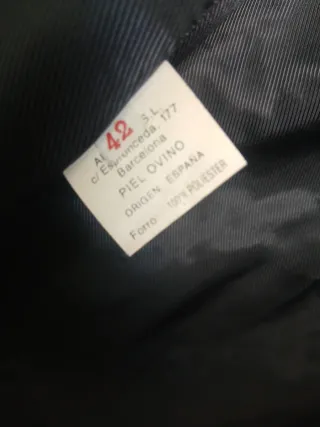 42
S.L.
c/ Espronceda, 177
Barcelona
PIEL OVINO
ORIGEN: ESPAÑA
Forro: 100% POLIESTER